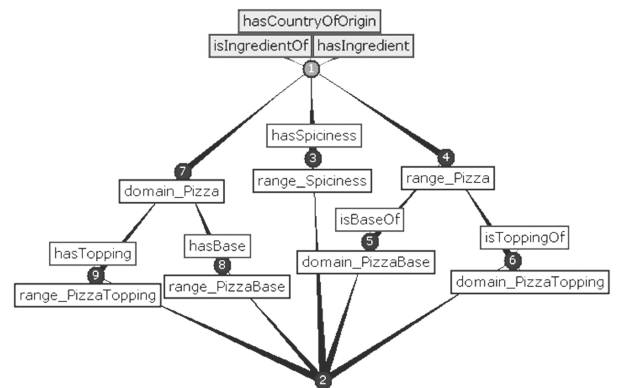 hasCountryOfOrigin
isIngredientOf hasIngredient
1
hasSpiciness
7 3 4
domain_Pizza range_Spiciness range_Pizza
isBaseOf
isToppingOf
hasTopping hasBase
5
domain_PizzaBase
9 8 6
range_PizzaTopping range_PizzaBase domain_PizzaTopping
2